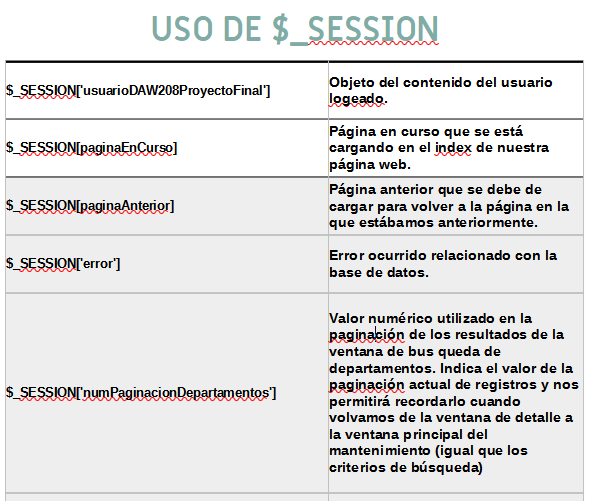 USO DE $_SESSION
$_SESSION['usuarioDAW208ProyectoFinal']
Objeto del contenido del usuario
logeado.
$_SESSION[paginaEnCurso]
Página en curso que se está
cargando en el index de nuestra
página web.
$_SESSION[paginaAnterior]
Página anterior que se debe de
cargar para volver a la página en la
que estábamos anteriormente.
$_SESSION['error']
Error ocurrido relacionado con la
base de datos.
$_SESSION['numPaginacionDepartamentos']
Valor numérico utilizado en la
paginación de los resultados de la
ventana de bus queda de
departamentos. Indica el valor de la
paginación actual de registros y nos
permitirá recordarlo cuando
volvamos de la ventana de detalle a
la ventana principal del
mantenimiento (igual que los
criterios de búsqueda)